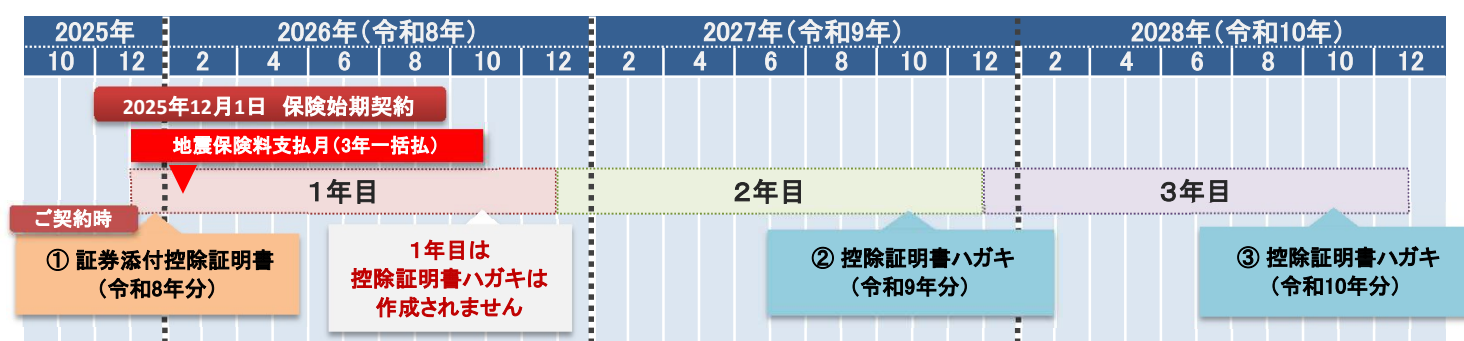 2025年 2026年(令和8年) 2027年(令和9年) 2028年(令和10年)
10 12 2 4 6 8 10 12 2 4 6 8 10 12 2 4 6 8 10 12
2025年12月1日 保険始期契約
地震保険料支払月(3年一括払)
1年目 2年目 3年目
ご契約時
① 証券添付控除証明書
(令和8年分)
1年目は
控除証明書ハガキは
作成されません
② 控除証明書ハガキ
(令和9年分)
③ 控除証明書ハガキ
(令和10年分)